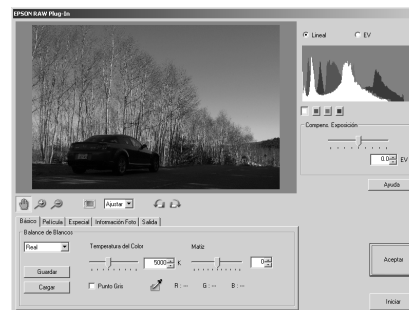 EPSON RAW Plug-In
Lineal EV
Compens. Exposición
0.0 EV
Ayuda
Ajustar
Básico Película Especial Información Foto Salida
Balance de Blancos
Real Temperatura del Color Matiz
5000 K 0
Guardar
Cargar Punto Gris R : -- G : -- B : --
Aceptar
Iniciar